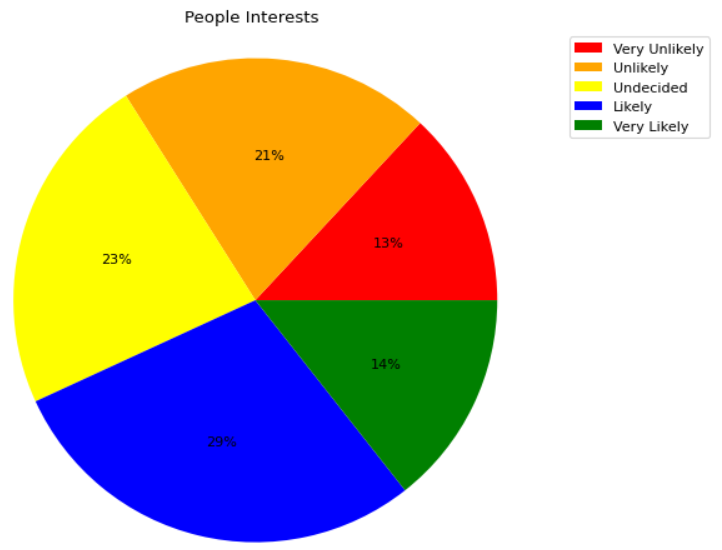 People Interests
Very Unlikely
Unlikely
Undecided
Likely
Very Likely
21%
13%
23%
14%
29%